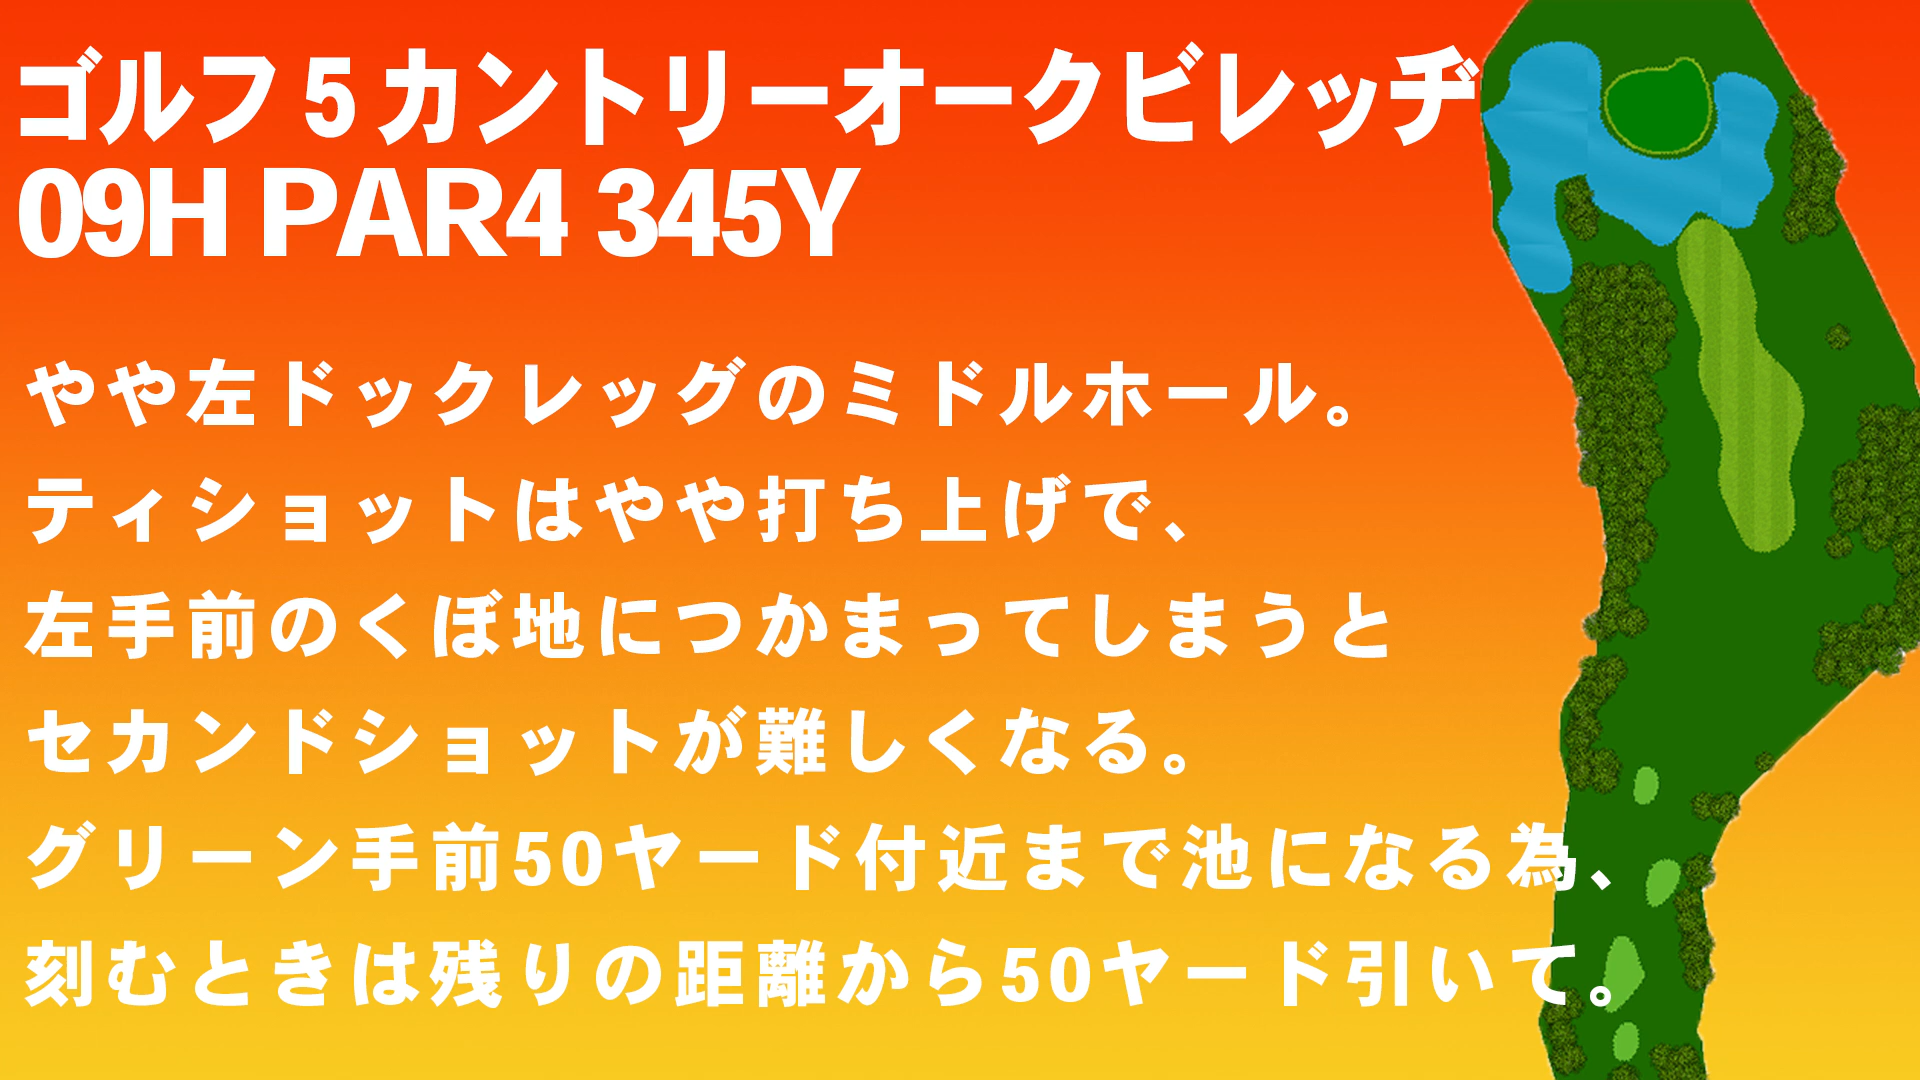 ゴルフ5カントリーオークビレッヂ
09H PAR4 345Y
やや左ドックレッグのミドルホール。
ティショットはやや打ち上げで、
左手前のくぼ地につかまってしまうと
セカンドショットが難しくなる。
グリーン手前50ヤード付近まで池になる為、
刻むときは残りの距離から50ヤード引いて。